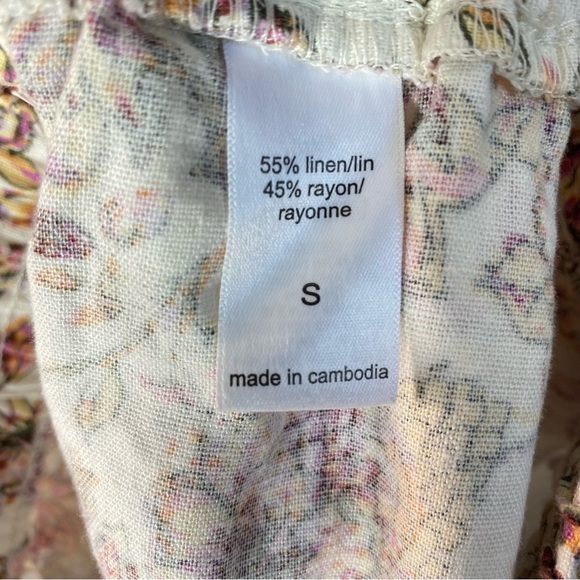 55% linen/lin
45% rayon/
rayonne
S
made in cambodia